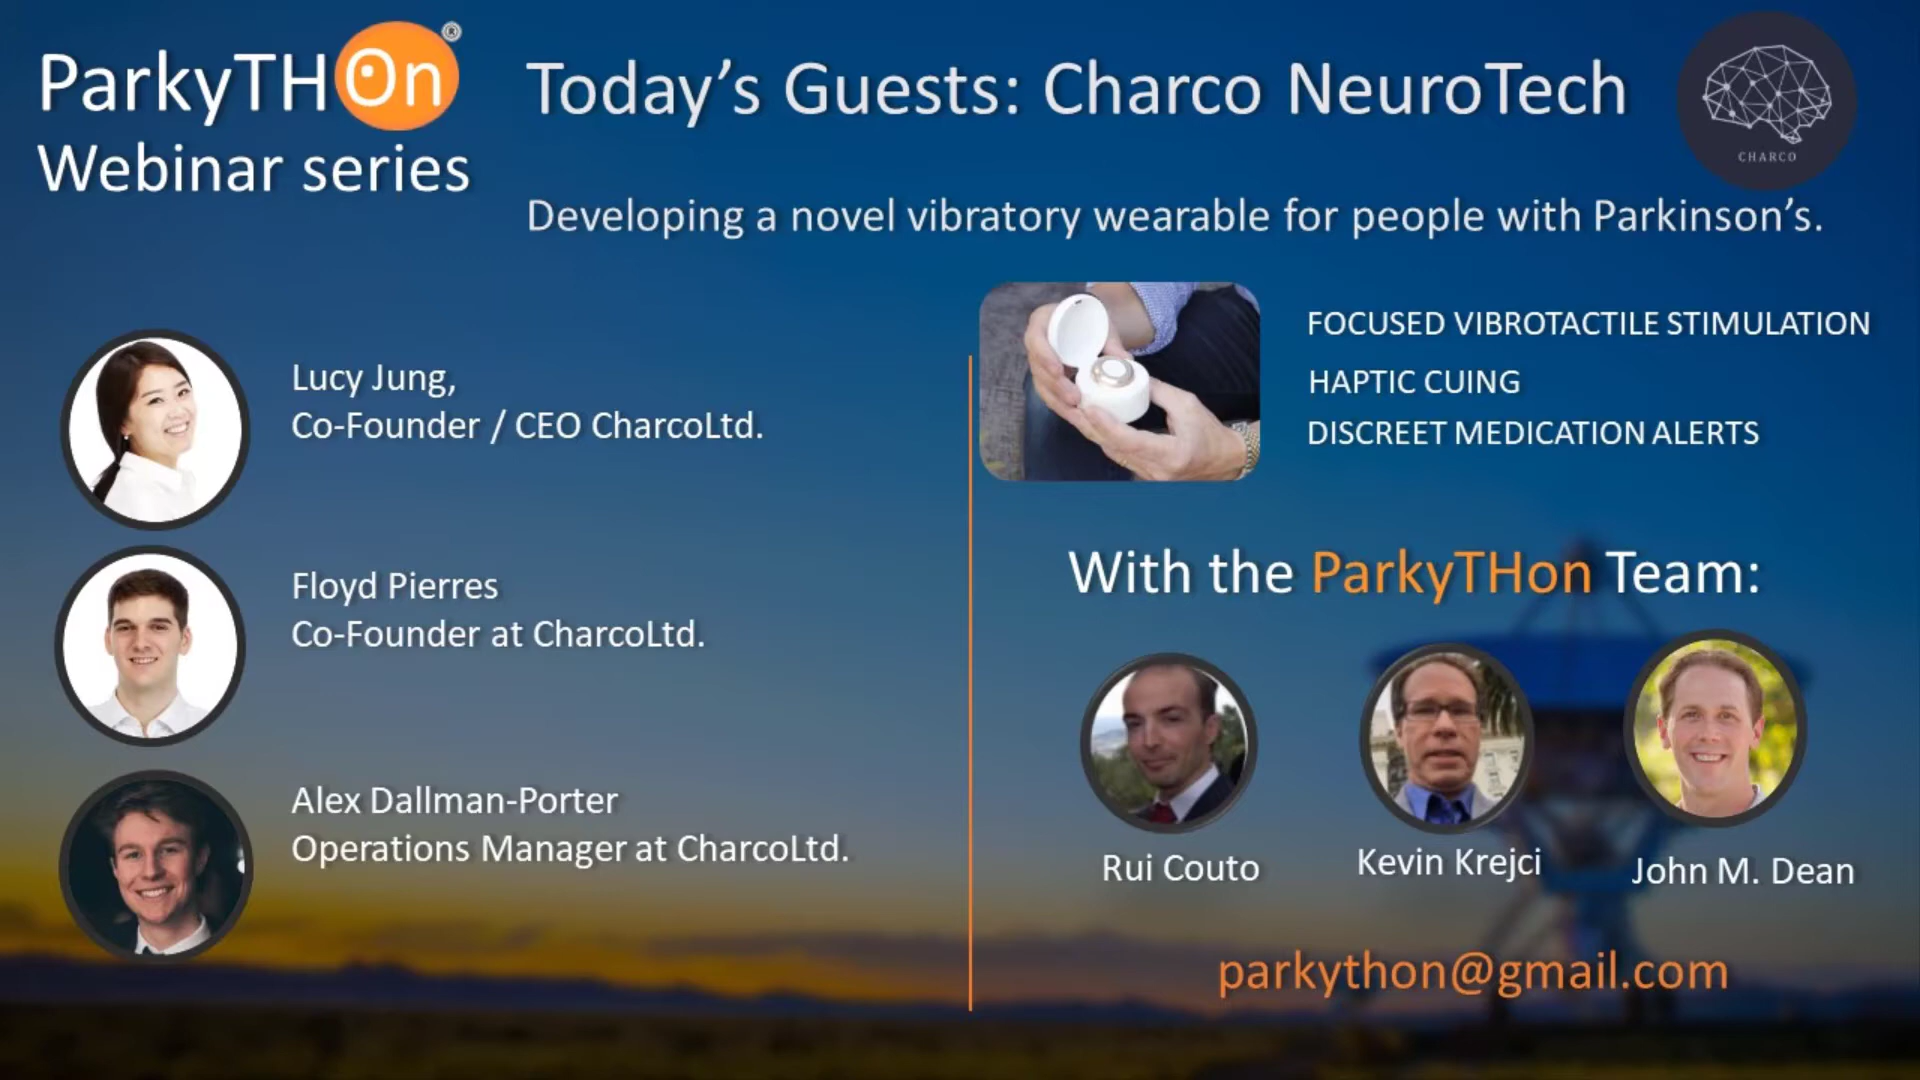 ParkyTHOn®
Webinar series
Today's Guests: Charco NeuroTech
CHARCO
Developing a novel vibratory wearable for people with Parkinson's.
Lucy Jung,
Co-Founder / CEO CharcoLtd.
Floyd Pierres
Co-Founder at CharcoLtd.
Alex Dallman-Porter
Operations Manager at CharcoLtd.
FOCUSED VIBROTACTILE STIMULATION
HAPTIC CUING
DISCREET MEDICATION ALERTS
With the ParkyTHon Team:
Rui Couto
Kevin Krejci
John M. Dean
parkython@gmail.com